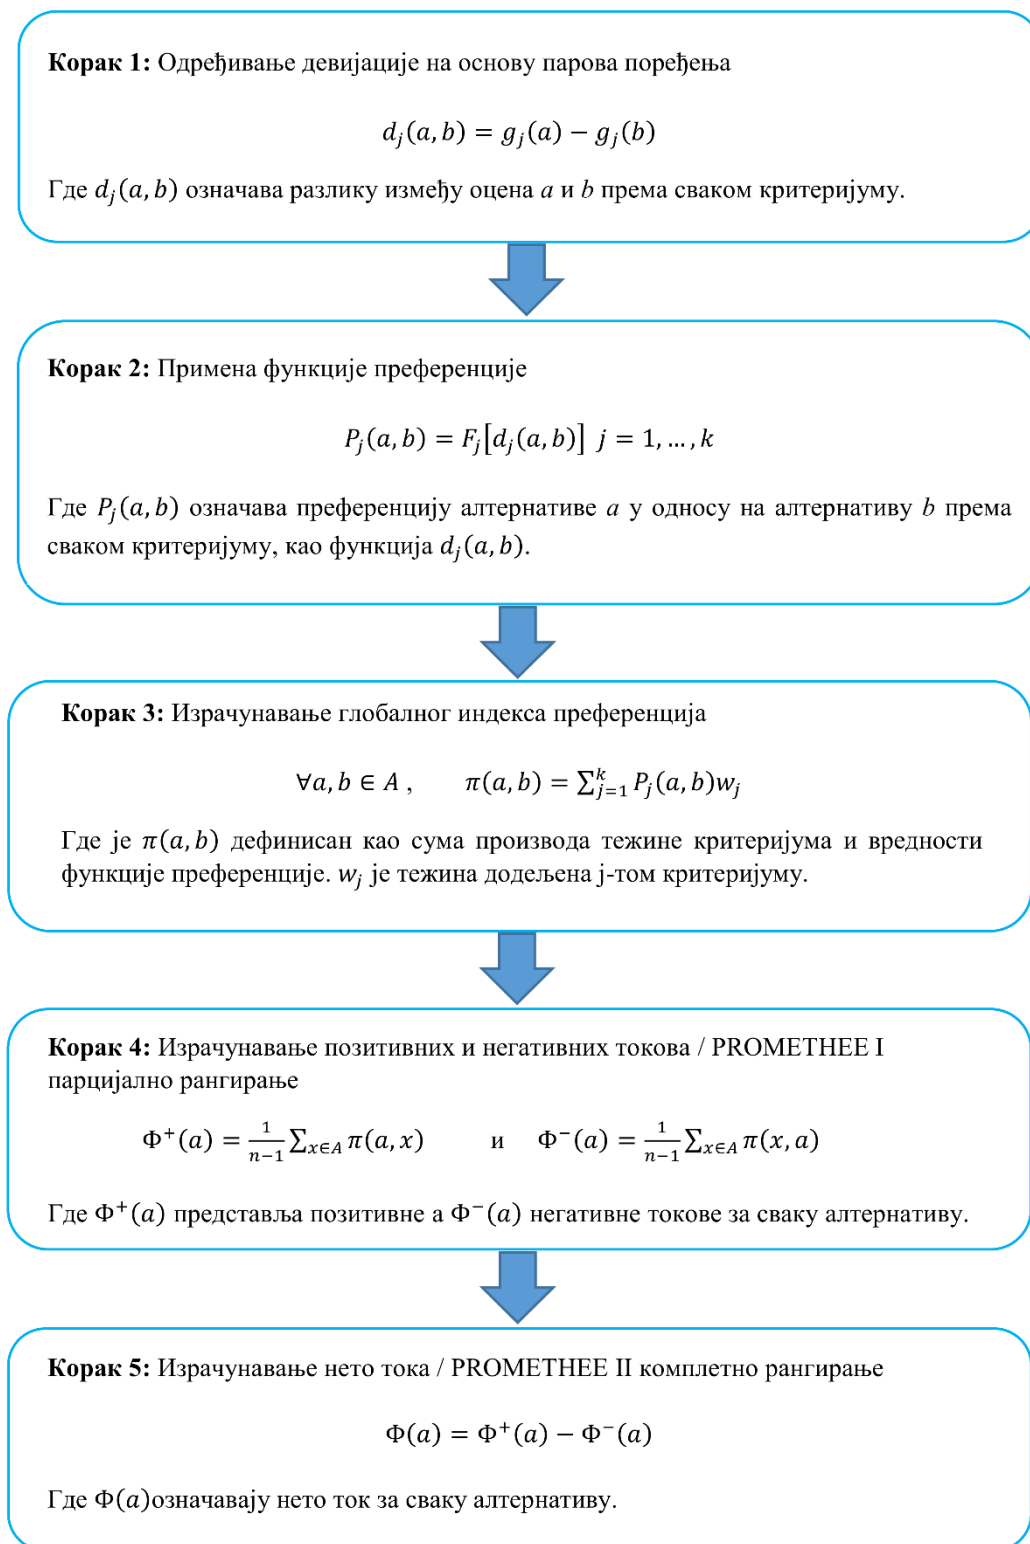 Корак 1: Одређивање девијације на основу парова поређења
d_j(a, b) = g_j(a) − g_j(b)
Где d_j(a, b) означава разлику између оцена a и b према сваком критеријуму.
Корак 2: Примена функције преференције
P_j(a, b) = F_j[d_j(a, b)] j = 1, … , k
Где P_j(a, b) означава преференцију алтернативе a у односу на алтернативу b према
сваком критеријуму, као функција d_j(a, b).
Корак 3: Израчунавање глобалног индекса преференција
∀a, b ∈ A , π(a, b) = ∑_{j=1}^{k} P_j(a, b)w_j
Где је π(a, b) дефинисан као сума производа тежине критеријума и вредности
функције преференције. w_j је тежина додељена ј-том критеријуму.
Корак 4: Израчунавање позитивних и негативних токова / PROMETHEE I
парцијално рангирање
Φ⁺(a) = \frac{1}{n−1} ∑_{x∈A} π(a, x) и Φ⁻(a) = \frac{1}{n−1} ∑_{x∈A} π(x, a)
Где Φ⁺(a) представља позитивне а Φ⁻(a) негативне токове за сваку алтернативу.
Корак 5: Израчунавање нето тока / PROMETHEE II комплетно рангирање
Φ(a) = Φ⁺(a) − Φ⁻(a)
Где Φ(a)означавају нето ток за сваку алтернативу.